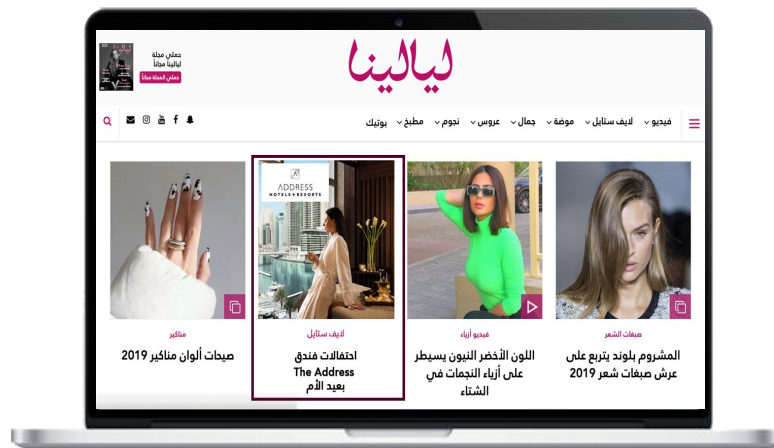 حملي مجلة
ليالينا مجاناً
حملي المجلة مجاناً
ليالينا
فيديو
لايف ستايل
موضة
جمال
عروس
نجوم
مطبخ
بوتيك
صبغات الشعر
المشروم بلوند يتربع على
عرش صبغات شعر 2019
فيديو أزياء
اللون الأخضر النيون يسيطر
على أزياء النجمات في
الشتاء
ADDRESS
HOTELS + RESORTS
لايف ستايل
احتفالات فندق
The Address
بعيد الأم
مناكير
صيحات ألوان مناكير 2019